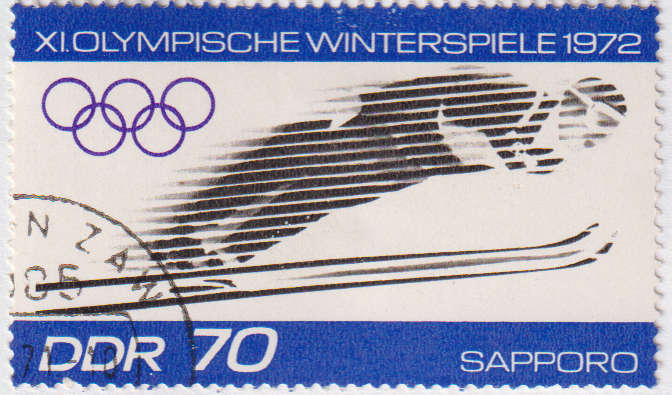 XI. OLYMPISCHE WINTERSPIELE 1972
DDR 70
SAPPORO